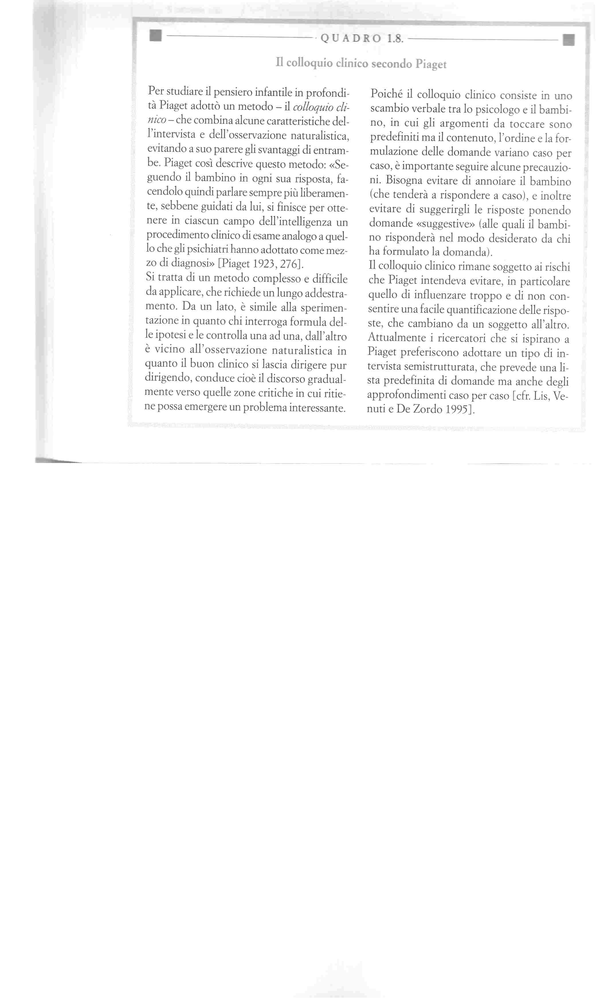 QUADRO 1.8.
Il colloquio clinico secondo Piaget
Per studiare il pensiero infantile in profondi-
tà Piaget adottò un metodo – il colloquio cli-
nico – che combina alcune caratteristiche del-
l'intervista e dell'osservazione naturalistica,
evitando a suo parere gli svantaggi di entram-
be. Piaget così descrive questo metodo: «Se-
guendo il bambino in ogni sua risposta, fa-
cendolo quindi parlare sempre più liberamen-
te, sebbene guidati da lui, si finisce per otte-
nere in ciascun campo dell'intelligenza un
procedimento clinico di esame analogo a quel-
lo che gli psichiatri hanno adottato come mez-
zo di diagnosi» [Piaget 1923, 276].
Si tratta di un metodo complesso e difficile
da applicare, che richiede un lungo addestra-
mento. Da un lato, è simile alla sperimen-
tazione in quanto chi interroga formula del-
le ipotesi e le controlla una ad una, dall'altro
è vicino all'osservazione naturalistica in
quanto il buon clinico si lascia dirigere pur
dirigendo, conduce cioè il discorso gradual-
mente verso quelle zone critiche in cui ritie-
ne possa emergere un problema interessante.
Poiché il colloquio clinico consiste in uno
scambio verbale tra lo psicologo e il bambi-
no, in cui gli argomenti da toccare sono
predefiniti ma il contenuto, l'ordine e la for-
mulazione delle domande variano caso per
caso, è importante seguire alcune precauzio-
ni. Bisogna evitare di annoiare il bambino
(che tenderà a rispondere a caso), e inoltre
evitare di suggerirgli le risposte ponendo
domande «suggestive» (alle quali il bambi-
no risponderà nel modo desiderato da chi
ha formulato la domanda).
Il colloquio clinico rimane soggetto ai rischi
che Piaget intendeva evitare, in particolare
quello di influenzare troppo e di non con-
sentire una facile quantificazione delle rispo-
ste, che cambiano da un soggetto all'altro.
Attualmente i ricercatori che si ispirano a
Piaget preferiscono adottare un tipo di in-
tervista semistrutturata, che prevede una li-
sta predefinita di domande ma anche degli
approfondimenti caso per caso [cfr. Lis, Ve-
nuti e De Zordo 1995].